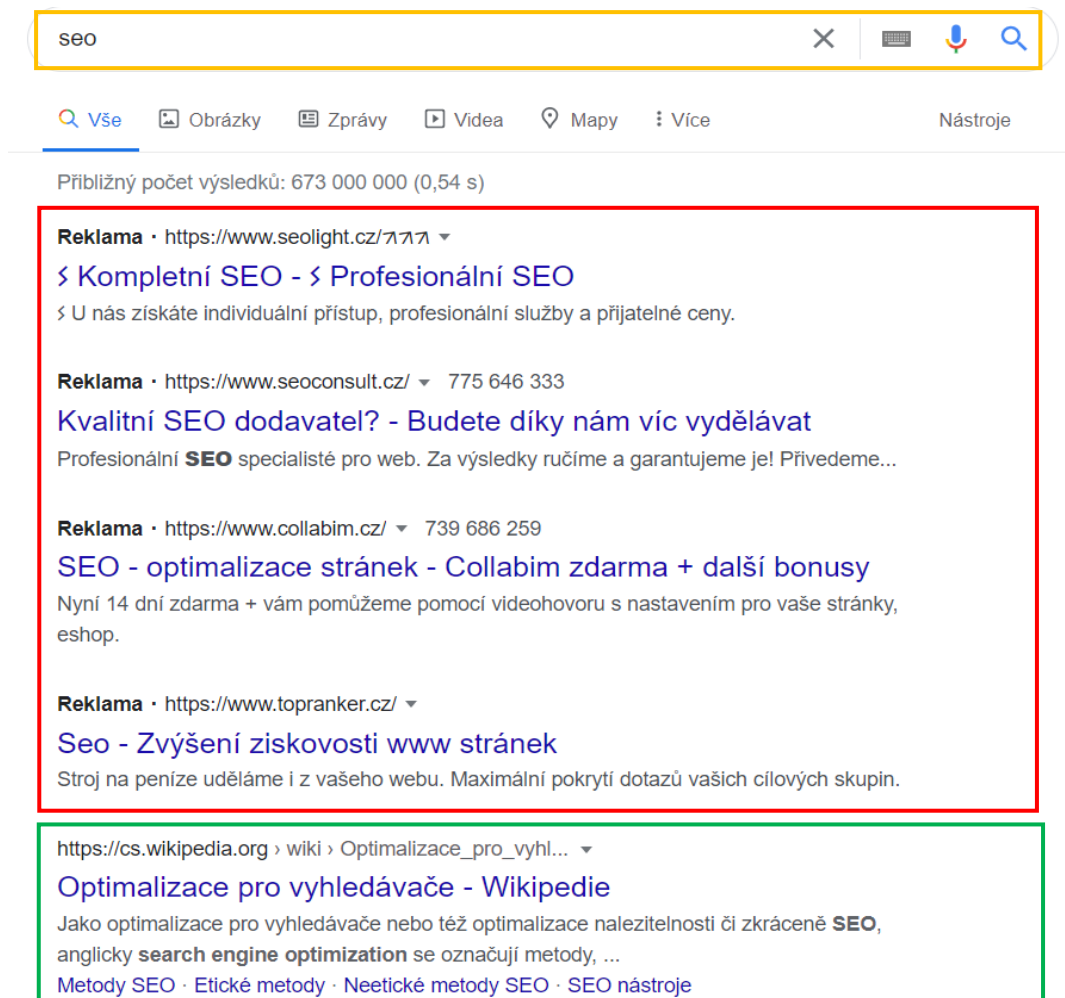 seo
Vše Obrázky Zprávy Videa Mapy Více Nástroje
Přibližný počet výsledků: 673 000 000 (0,54 s)
Reklama · https://www.seolight.cz/⁊⁊⁊
Kompletní SEO - Profesionální SEO
U nás získáte individuální přístup, profesionální služby a přijatelné ceny.
Reklama · https://www.seoconsult.cz/ 775 646 333
Kvalitní SEO dodavatel? - Budete díky nám víc vydělávat
Profesionální SEO specialisté pro web. Za výsledky ručíme a garantujeme je! Přivedeme...
Reklama · https://www.collabim.cz/ 739 686 259
SEO - optimalizace stránek - Collabim zdarma + další bonusy
Nyní 14 dní zdarma + vám pomůžeme pomocí videohovoru s nastavením pro vaše stránky,
eshop.
Reklama · https://www.topranker.cz/
Seo - Zvýšení ziskovosti www stránek
Stroj na peníze uděláme i z vašeho webu. Maximální pokrytí dotazů vašich cílových skupin.
https://cs.wikipedia.org › wiki › Optimalizace_pro_vyhl...
Optimalizace pro vyhledávače - Wikipedie
Jako optimalizace pro vyhledávače nebo též optimalizace nalezitelnosti či zkráceně SEO,
anglicky search engine optimization se označují metody, ...
Metody SEO · Etické metody · Neetické metody SEO · SEO nástroje